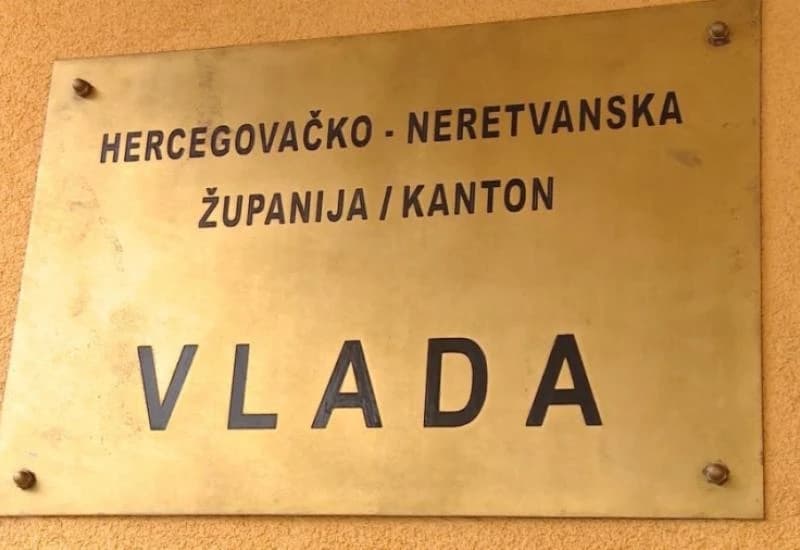 HERCEGOVAČKO - NERETVANSKA
ŽUPANIJA / KANTON
VLADA